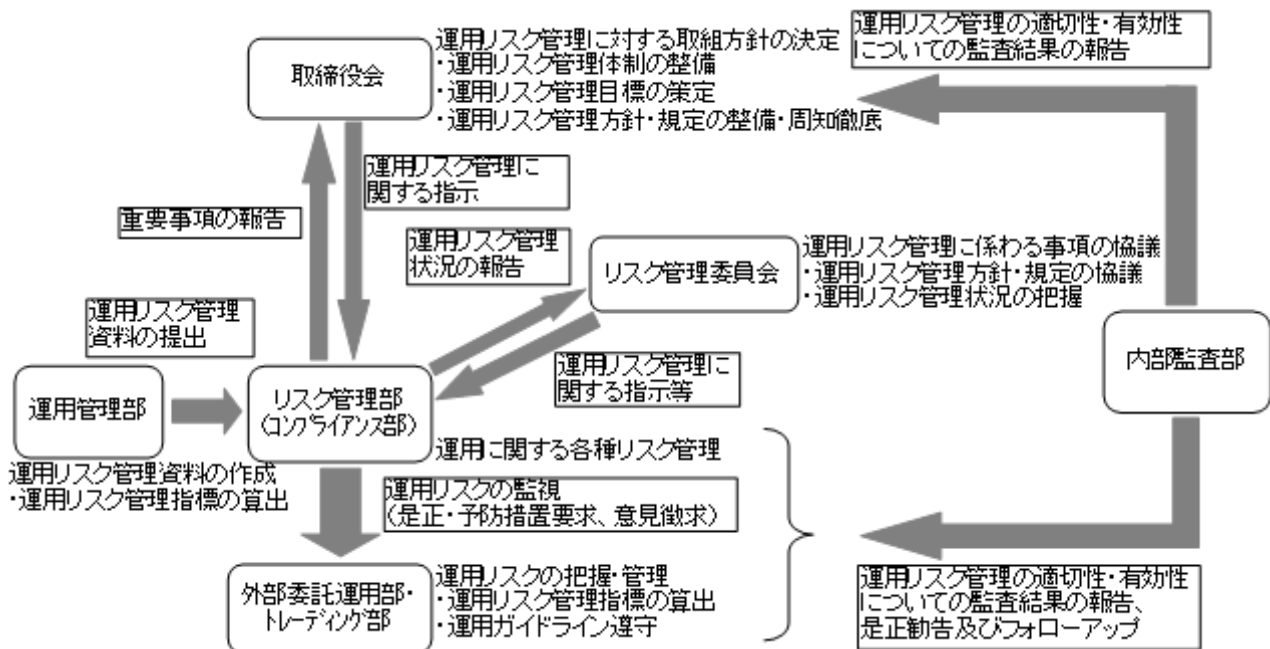 取締役会
運用リスク管理に対する取組方針の決定
・運用リスク管理体制の整備
・運用リスク管理目標の策定
・運用リスク管理方針・規定の整備・周知徹底
運用リスク管理の適切性・有効性
についての監査結果の報告
運用リスク管理に
関する指示
重要事項の報告
運用リスク管理
状況の報告
リスク管理委員会
運用リスク管理に係わる事項の協議
・運用リスク管理方針・規定の協議
・運用リスク管理状況の把握
運用リスク管理
資料の提出
内部監査部
運用リスク管理に
関する指示等
運用管理部
リスク管理部
(コンプライアンス部)
運用に関する各種リスク管理
運用リスク管理資料の作成
・運用リスク管理指標の算出
運用リスクの監視
(是正・予防措置要求、意見徴求)
外部委託運用部・
トレーディング部
運用リスクの把握・管理
・運用リスク管理指標の算出
・運用ガイドライン遵守
運用リスク管理の適切性・有効性
についての監査結果の報告、
是正勧告及びフォローアップ